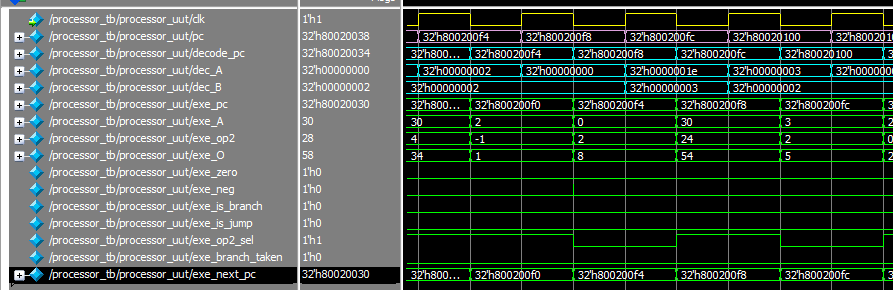 /processor_tb/processor_uut/clk 1'h1
/processor_tb/processor_uut/pc 32'h80020038 32'h800200f4 32'h800200f8 32'h800200fc 32'h80020100
/processor_tb/processor_uut/decode_pc 32'h80020034 32'h800... 32'h800200f4 32'h800200f8 32'h800200fc 32'h80020100
/processor_tb/processor_uut/dec_A 32'h00000000 32'h00000002 32'h00000000 32'h0000001e 32'h00000003 32'h0000000
/processor_tb/processor_uut/dec_B 32'h00000002 32'h00000002 32'h00000003 32'h00000002
/processor_tb/processor_uut/exe_pc 32'h80020030 32'h800... 32'h800200f0 32'h800200f4 32'h800200f8 32'h800200fc
/processor_tb/processor_uut/exe_A 30 30 2 0 30 3 2
/processor_tb/processor_uut/exe_op2 28 4 -1 2 24 2 0
/processor_tb/processor_uut/exe_O 58 34 1 8 54 5 2
/processor_tb/processor_uut/exe_zero 1'h0
/processor_tb/processor_uut/exe_neg 1'h0
/processor_tb/processor_uut/exe_is_branch 1'h0
/processor_tb/processor_uut/exe_is_jump 1'h0
/processor_tb/processor_uut/exe_op2_sel 1'h1
/processor_tb/processor_uut/exe_branch_taken 1'h0
/processor_tb/processor_uut/exe_next_pc 32'h80020030 32'h800... 32'h800200f0 32'h800200f4 32'h800200f8 32'h800200fc